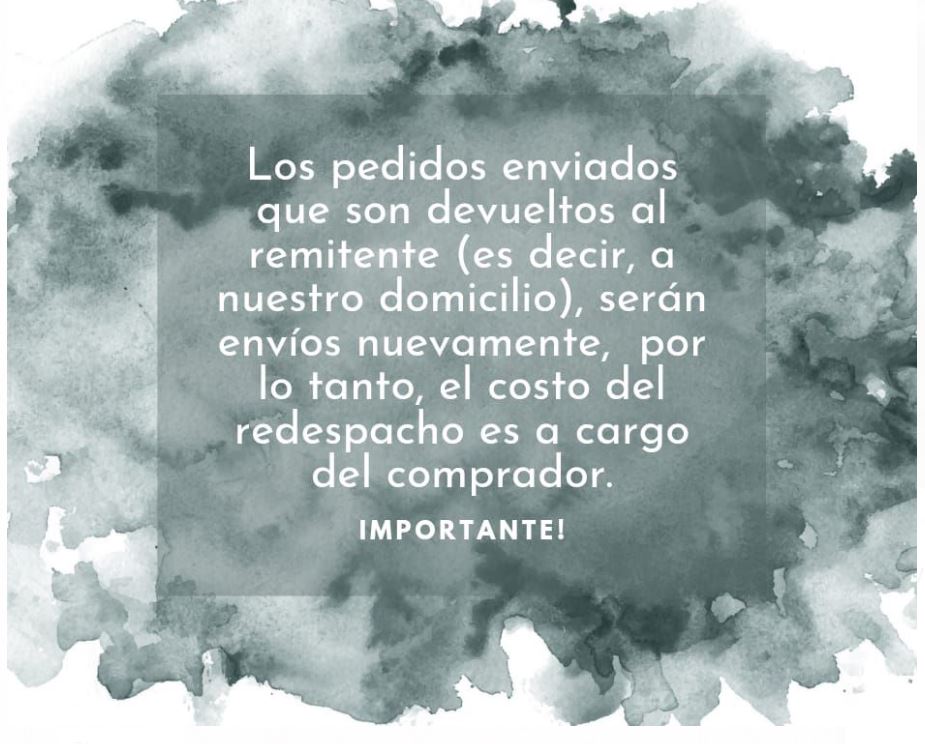 Los pedidos enviados
que son devueltos al
remitente (es decir, a
nuestro domicilio), serán
envíos nuevamente, por
lo tanto, el costo del
redespacho es a cargo
del comprador.
IMPORTANTE!